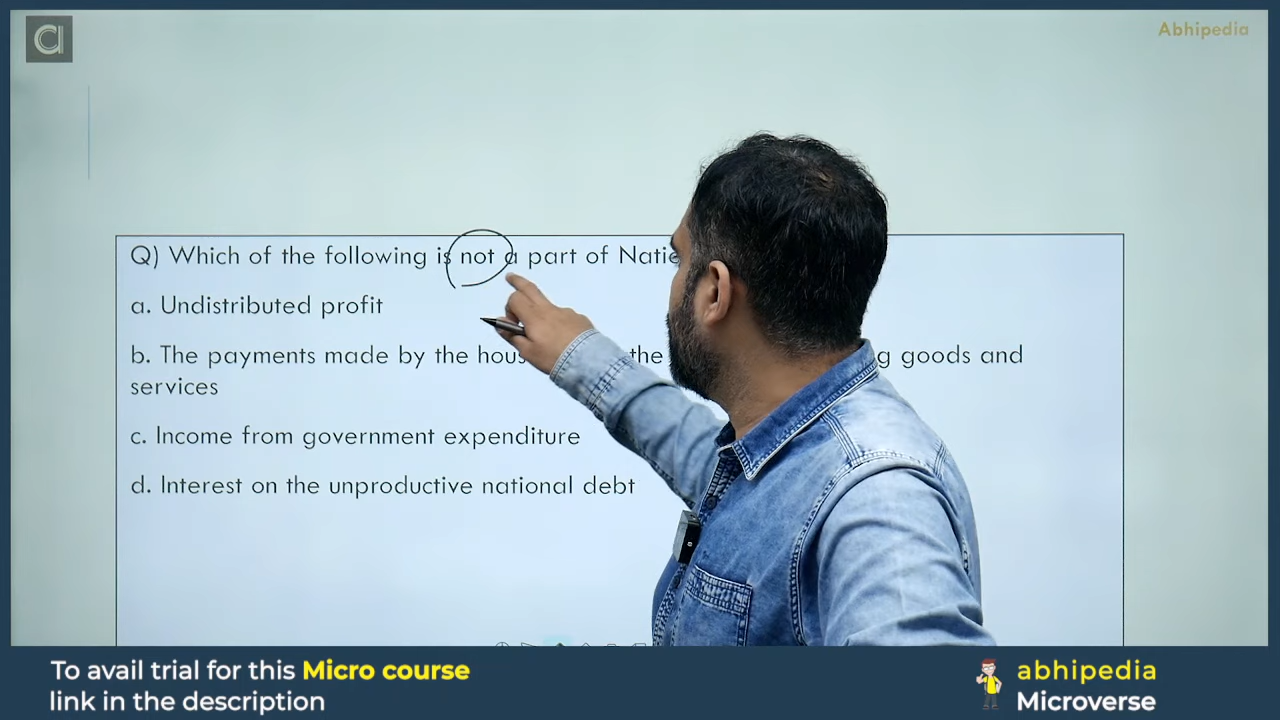 a
Abhipedia
Q) Which of the following is not a part of
a. Undistributed profit
b. The payments made by the the goods and
services
c. Income from government expenditure
d. Interest on the unproductive national debt
To avail trial for this Micro course
link in the description
abhipedia
Microverse